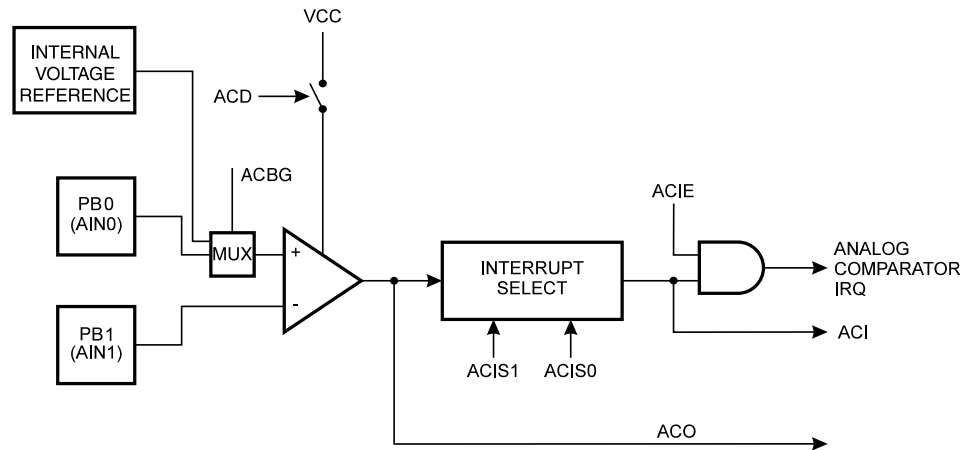 VCC
INTERNAL
VOLTAGE
REFERENCE
ACD
ACBG
PB0
(AIN0)
MUX
+
-
PB1
(AIN1)
INTERRUPT
SELECT
ACIS1
ACIS0
ACIE
ANALOG
COMPARATOR
IRQ
ACI
ACO